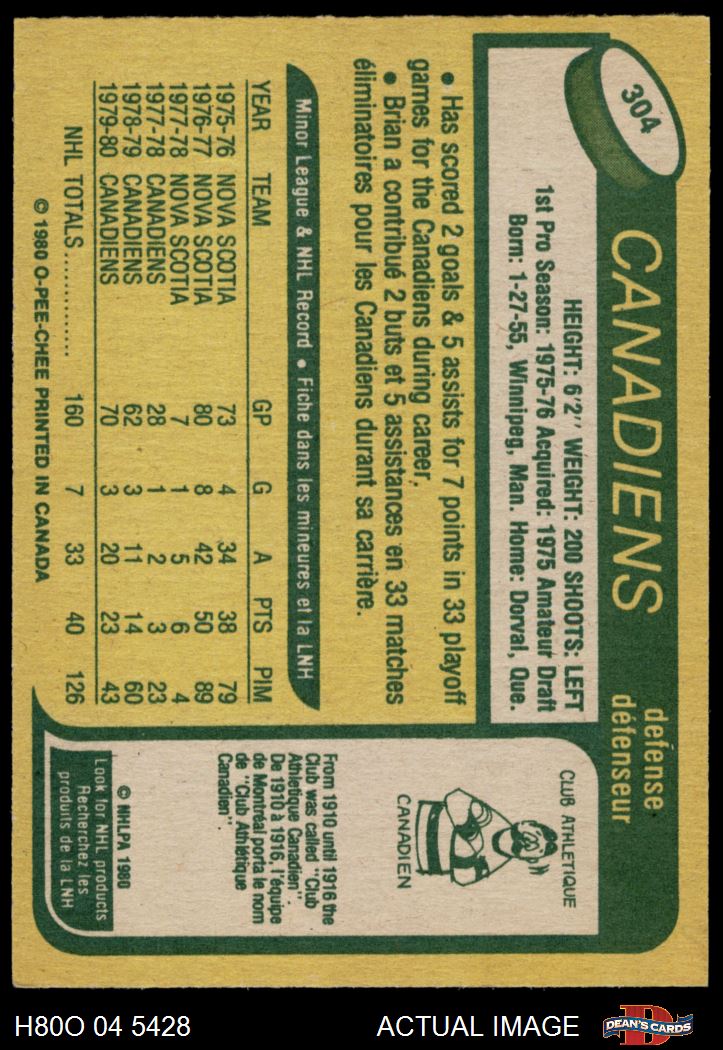 304
CANADIENS
defense
défenseur
HEIGHT: 6'2" WEIGHT: 200 SHOOTS: LEFT
1st Pro Season: 1975-76 Acquired: 1975 Amateur Draft
Born: 1-27-55, Winnipeg, Man. Home: Dorval, Que.
• Has scored 2 goals & 5 assists for 7 points in 33 playoff
games for the Canadiens during career.
• Brian a contribué 2 buts et 5 assistances en 33 matches
éliminatoires pour les Canadiens durant sa carrière.
Minor League & NHL Record • Fiche dans les mineures et la LNH
YEAR TEAM GP G A PTS PIM
1975-76 NOVA SCOTIA 73 4 34 38 79
1976-77 NOVA SCOTIA 80 8 42 50 89
1977-78 NOVA SCOTIA 7 1 5 6 4
1977-78 CANADIENS 28 1 2 3 23
1978-79 CANADIENS 62 3 11 14 60
1979-80 CANADIENS 70 3 20 23 43
NHL TOTALS............. 160 7 33 40 126
© 1980 O-PEE-CHEE PRINTED IN CANADA
CLUB ATHLETIQUE
CANADIEN
From 1910 until 1916 the
Club was called "Club
Athletique Canadien".
De 1910 à 1916, l'équipe
de Montréal porta le nom
de "Club Athlétique
Canadien"
© NHLPA 1980
Look for NHL products
Recherchez les
produits de la LNH
H80O 04 5428
ACTUAL IMAGE
D
DEAN'S CARDS